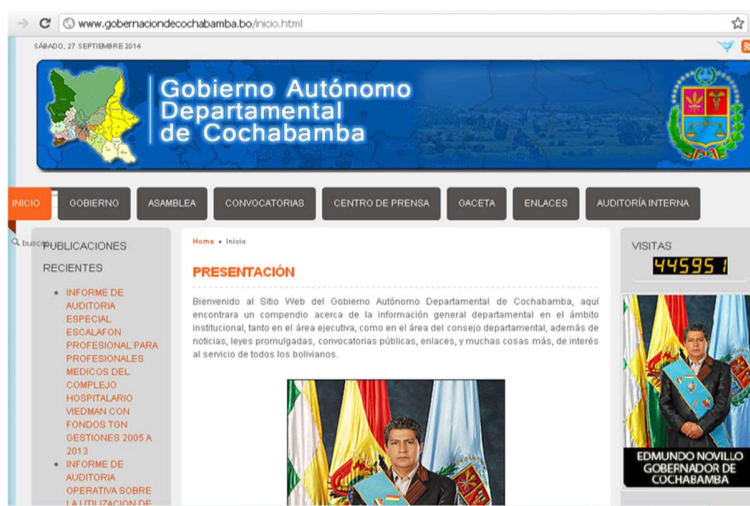 www.gobernaciondecochabamba.bo/inicio.html
SÁBADO, 27 SEPTIEMBRE 2014
Gobierno Autónomo
Departamental
de Cochabamba
INICIO
GOBIERNO
ASAMBLEA
CONVOCATORIAS
CENTRO DE PRENSA
GACETA
ENLACES
AUDITORÍA INTERNA
PUBLICACIONES
RECIENTES
INFORME DE
AUDITORIA
ESPECIAL
ESCALAFON
PROFESIONAL PARA
PROFESIONALES
MEDICOS DEL
COMPLEJO
HOSPITALARIO
VIEDMAN CON
FONDOS TGN
GESTIONES 2005 A
2013
INFORME DE
AUDITORIA
OPERATIVA SOBRE
LA UTILIZACION DE
Home • Inicio
PRESENTACIÓN
Bienvenido al Sitio Web del Gobierno Autónomo Departamental de Cochabamba, aquí
encontrara un compendio acerca de la información general departamental en el ámbito
institucional, tanto en el área ejecutiva, como en el área del consejo departamental, además de
noticias, leyes promulgadas, convocatorias públicas, enlaces, y muchas cosas más, de interés
al servicio de todos los bolivianos.
VISITAS
445951
EDMUNDO NOVILLO
GOBERNADOR DE
COCHABAMBA